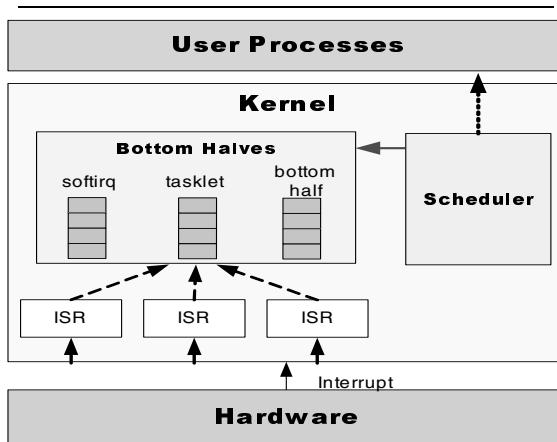 User Processes
Kernel
Bottom Halves
softirq
tasklet
bottom
half
Scheduler
ISR
ISR
ISR
Interrupt
Hardware